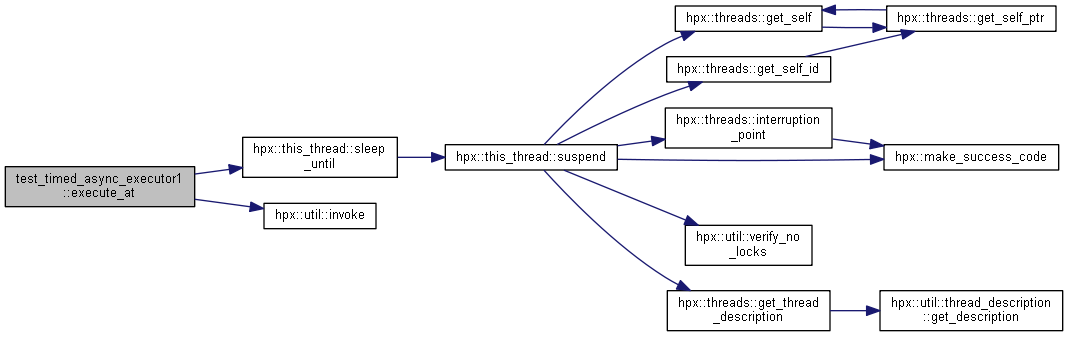 test_timed_async_executor1
::execute_at
hpx::this_thread::sleep
_until
hpx::util::invoke
hpx::this_thread::suspend
hpx::threads::get_self
hpx::threads::get_self_ptr
hpx::threads::get_self_id
hpx::threads::interruption
_point
hpx::make_success_code
hpx::util::verify_no
_locks
hpx::threads::get_thread
_description
hpx::util::thread_description
::get_description